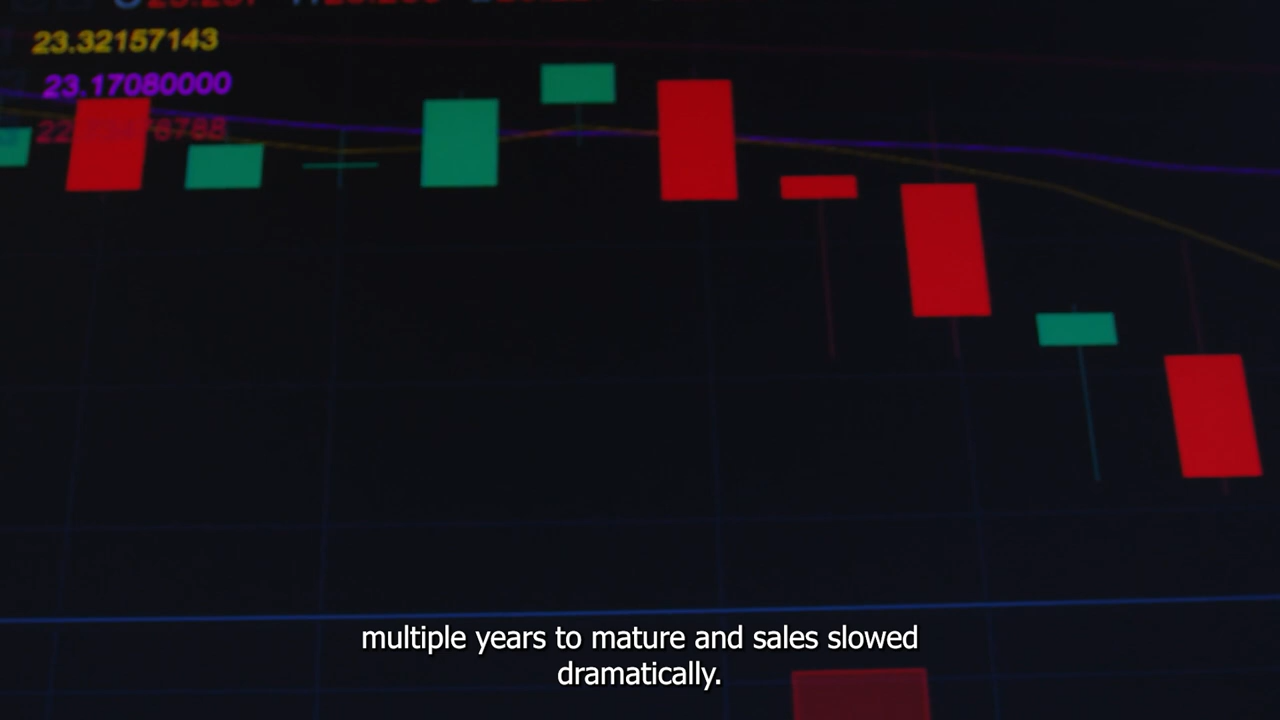 23.32157143
23.17080000
multiple years to mature and sales slowed
dramatically.